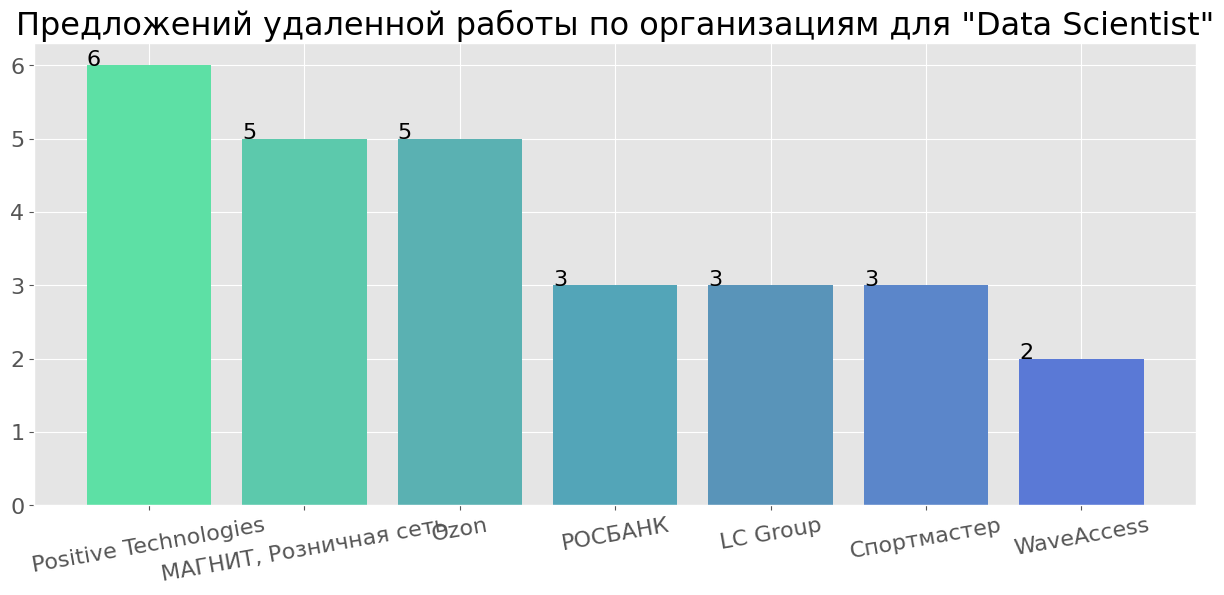 Предложений удаленной работы по организациям для "Data Scientist"
6
5
4
3
2
1
0
6
5
5
3
3
3
2
Positive Technologies
МАГНИТ, Розничная сеть
Ozon
РОСБАНК
LC Group
Спортмастер
WaveAccess